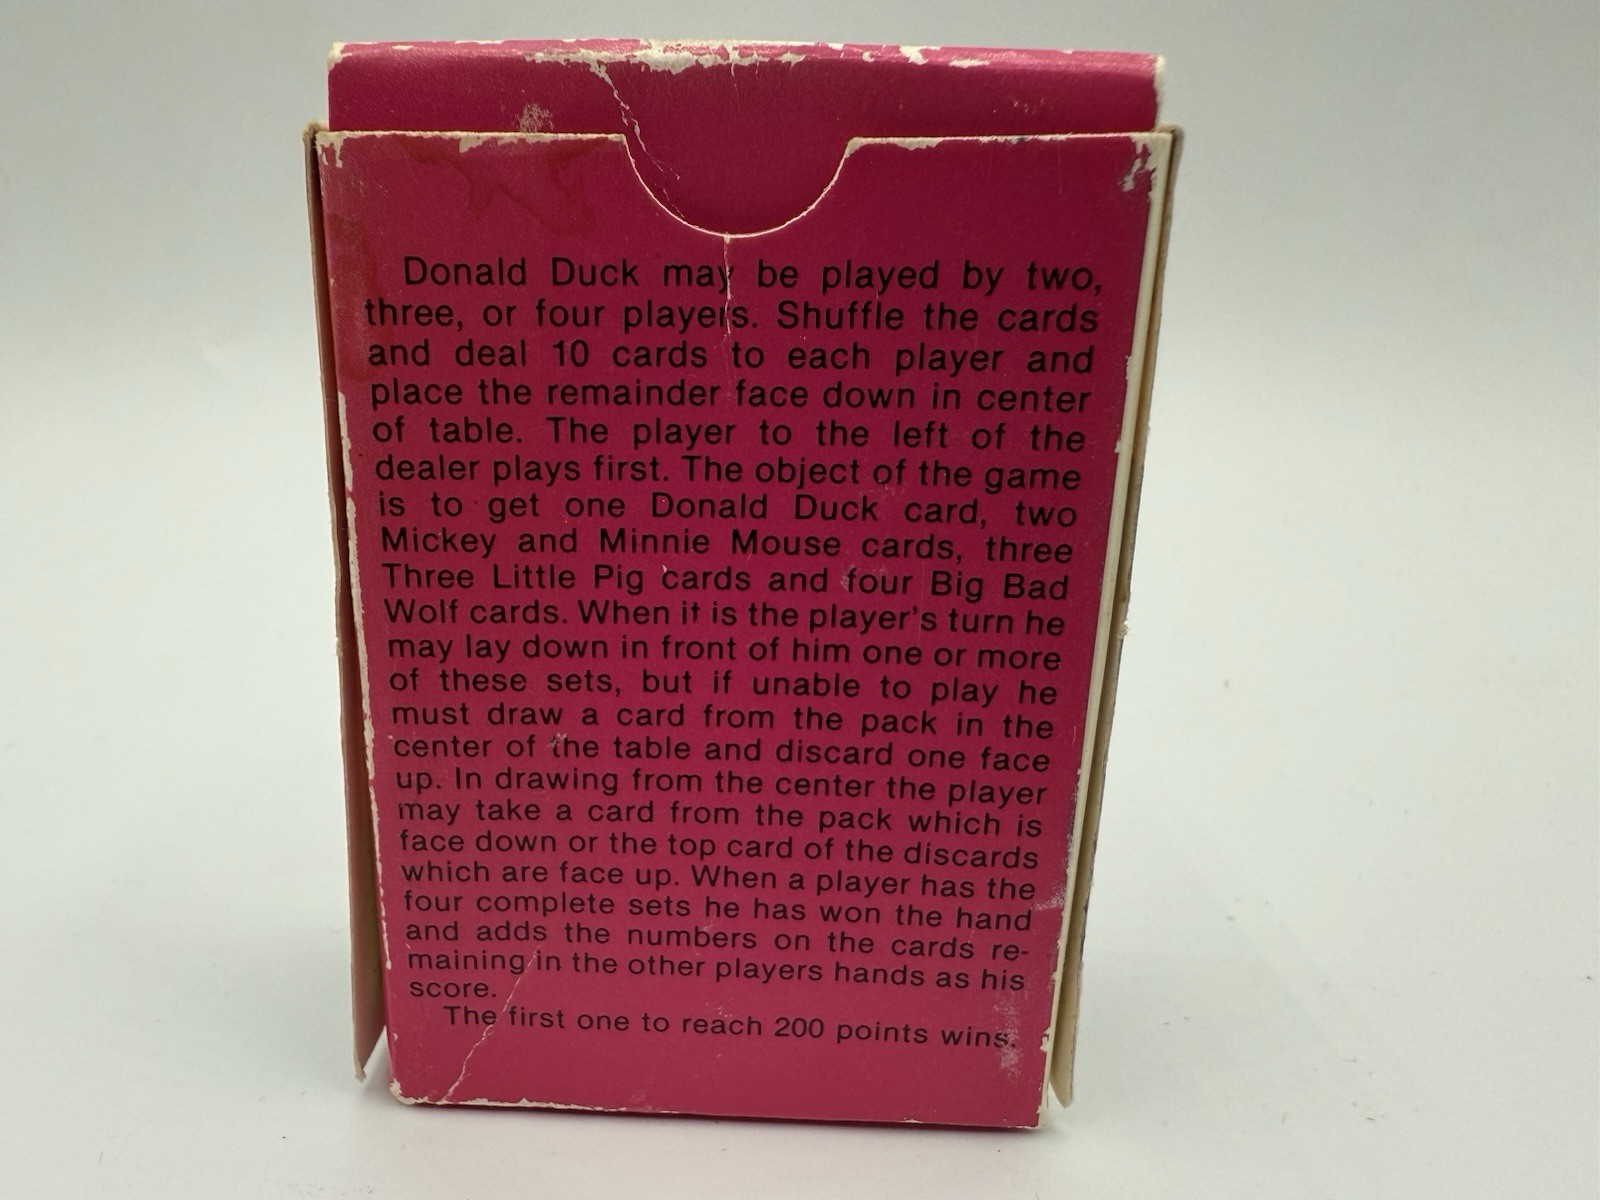 Donald Duck may be played by two,
three, or four players. Shuffle the cards
and deal 10 cards to each player and
place the remainder face down in center
of table. The player to the left of the
dealer plays first. The object of the game
is to get one Donald Duck card, two
Mickey and Minnie Mouse cards, three
Three Little Pig cards and four Big Bad
Wolf cards. When it is the player's turn he
may lay down in front of him one or more
of these sets, but if unable to play he
must draw a card from the pack in the
center of the table and discard one face
up. In drawing from the center the player
may take a card from the pack which is
face down or the top card of the discards
which are face up. When a player has the
four complete sets he has won the hand
and adds the numbers on the cards re-
maining in the other players hands as his
score.
The first one to reach 200 points wins.